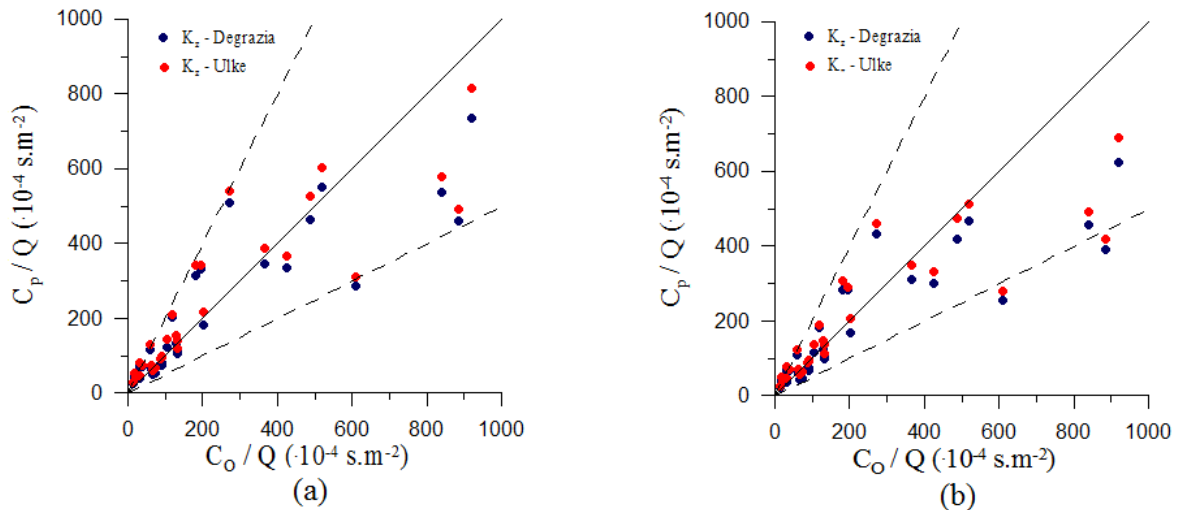 1000
800
600
400
200
0
0 200 400 600 800 1000
C_p / Q (·10^-4 s.m^-2)
C_O / Q (·10^-4 s.m^-2)
K_z - Degrazia
K_z - Ulke
(a)
1000
800
600
400
200
0
0 200 400 600 800 1000
C_p / Q (·10^-4 s.m^-2)
C_O / Q (·10^-4 s.m^-2)
K_z - Degrazia
K_z - Ulke
(b)